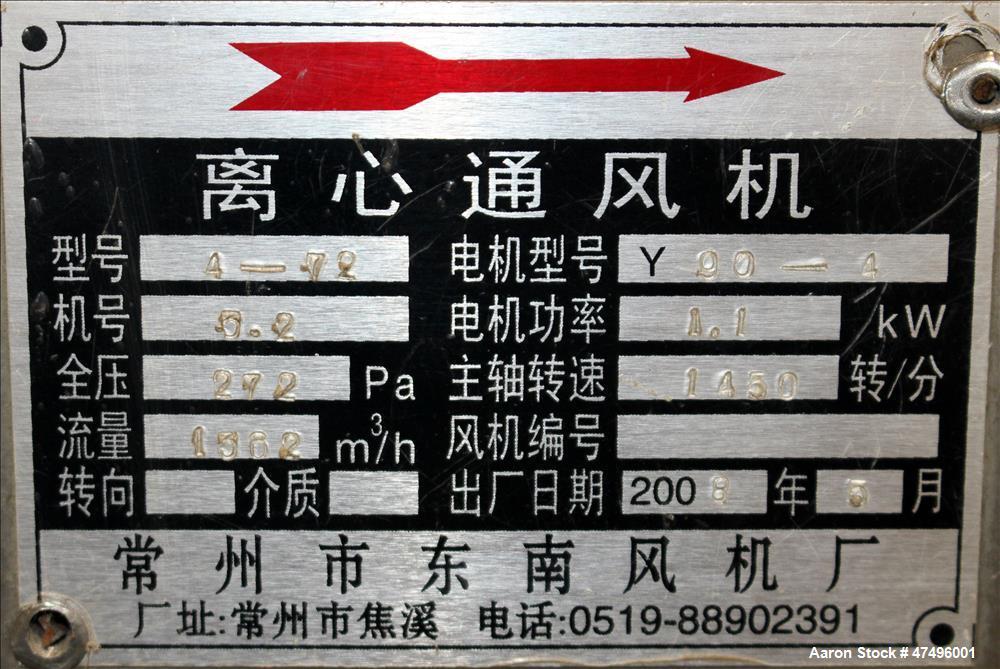 离心通风机
型号 4-72 电机型号 Y 90-4
机号 5.2 电机功率 1.1 kW
全压 272 Pa 主轴转速 1450 转/分
流量 1562 m³/h 风机编号
转向 介质 出厂日期 2008 年 5 月
常州市东南风机厂
厂址:常州市焦溪 电话:0519-88902391
Aaron Stock # 47496001